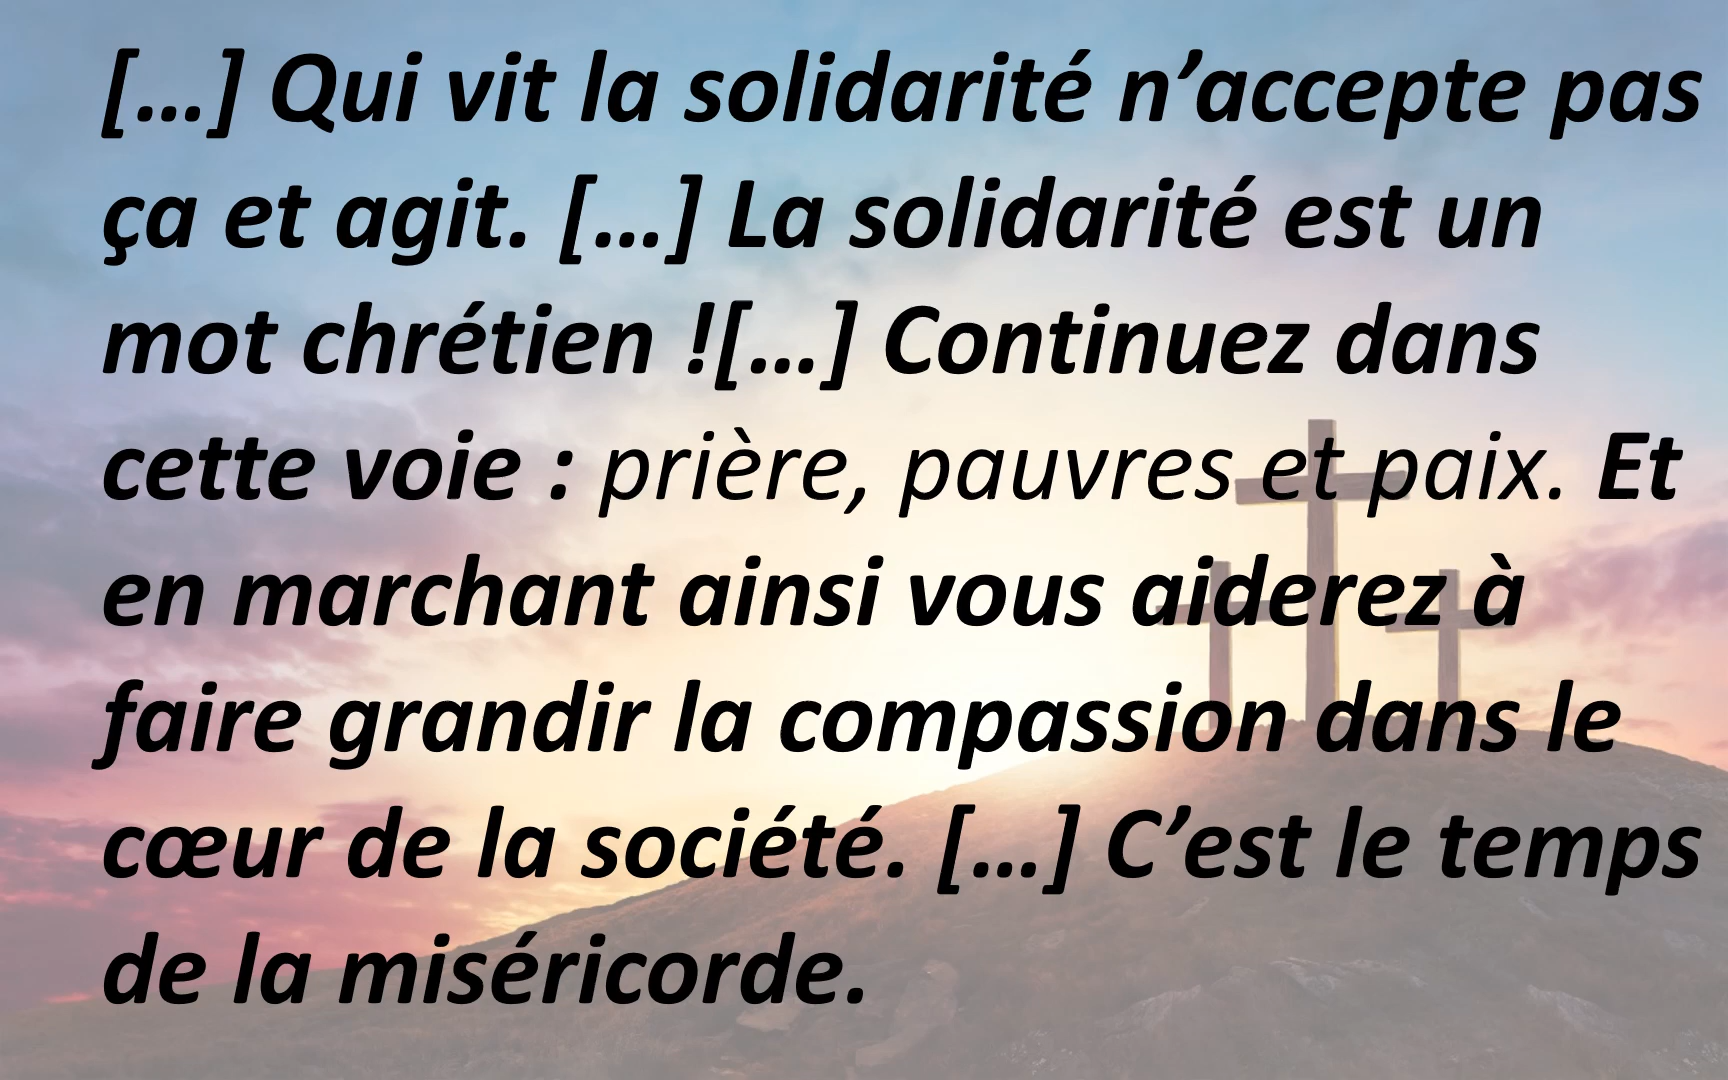 […] Qui vit la solidarité n’accepte pas
ça et agit. […] La solidarité est un
mot chrétien ![…] Continuez dans
cette voie : prière, pauvres et paix. Et
en marchant ainsi vous aiderez à
faire grandir la compassion dans le
cœur de la société. […] C’est le temps
de la miséricorde.